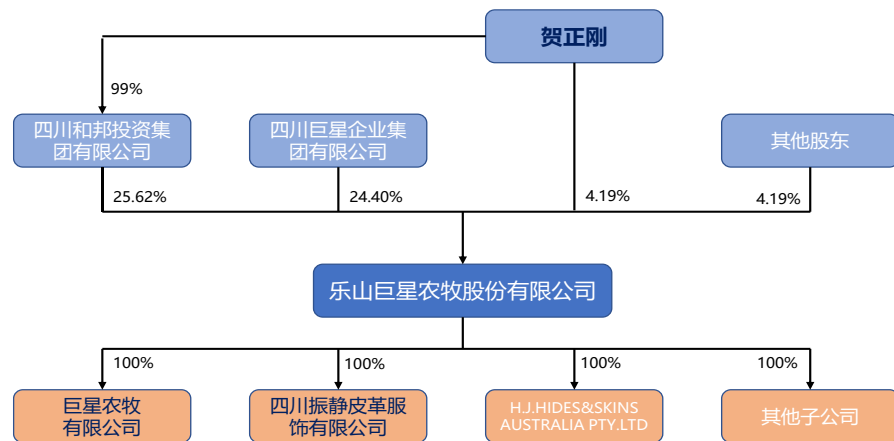 贺正刚
99%
四川和邦投资集
团有限公司
四川巨星企业集
团有限公司
其他股东
25.62%
24.40%
4.19%
4.19%
乐山巨星农牧股份有限公司
100%
100%
100%
100%
巨星农牧
有限公司
四川振静皮革服
饰有限公司
H.J.HIDES&SKINS
AUSTRALIA PTY.LTD
其他子公司